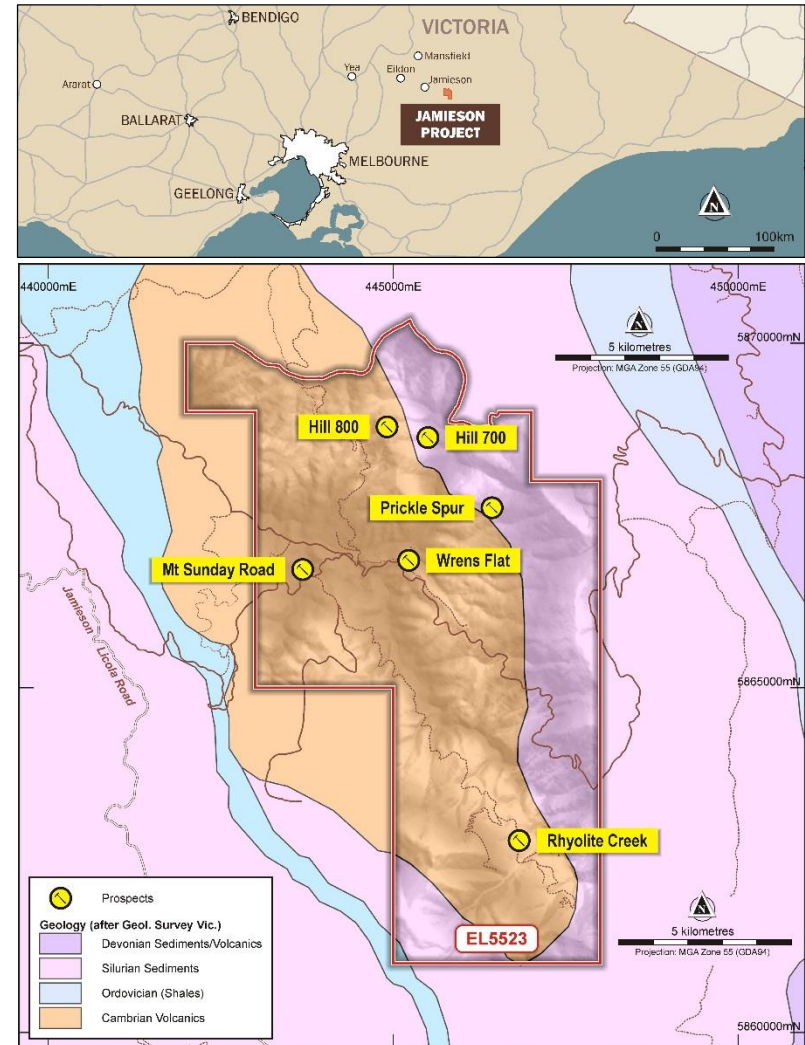 BENDIGO
VICTORIA
Mansfield
Yea
Eildon
Jamieson
Ararat
JAMIESON
PROJECT
BALLARAT
MELBOURNE
GEELONG
N
0 100km
440000mE
445000mE
450000mE
N
5 kilometres
Projection: MGA Zone 55 (GDA94)
5870000mN
Hill 800
Hill 700
Prickle Spur
Wrens Flat
Mt Sunday Road
Jamieson
Licola Road
5865000mN
Rhyolite Creek
Prospects
Geology (after Geol. Survey Vic.)
Devonian Sediments/Volcanics
Silurian Sediments
Ordovician (Shales)
Cambrian Volcanics
EL5523
N
5 kilometres
Projection: MGA Zone 55 (GDA94)
5860000mN